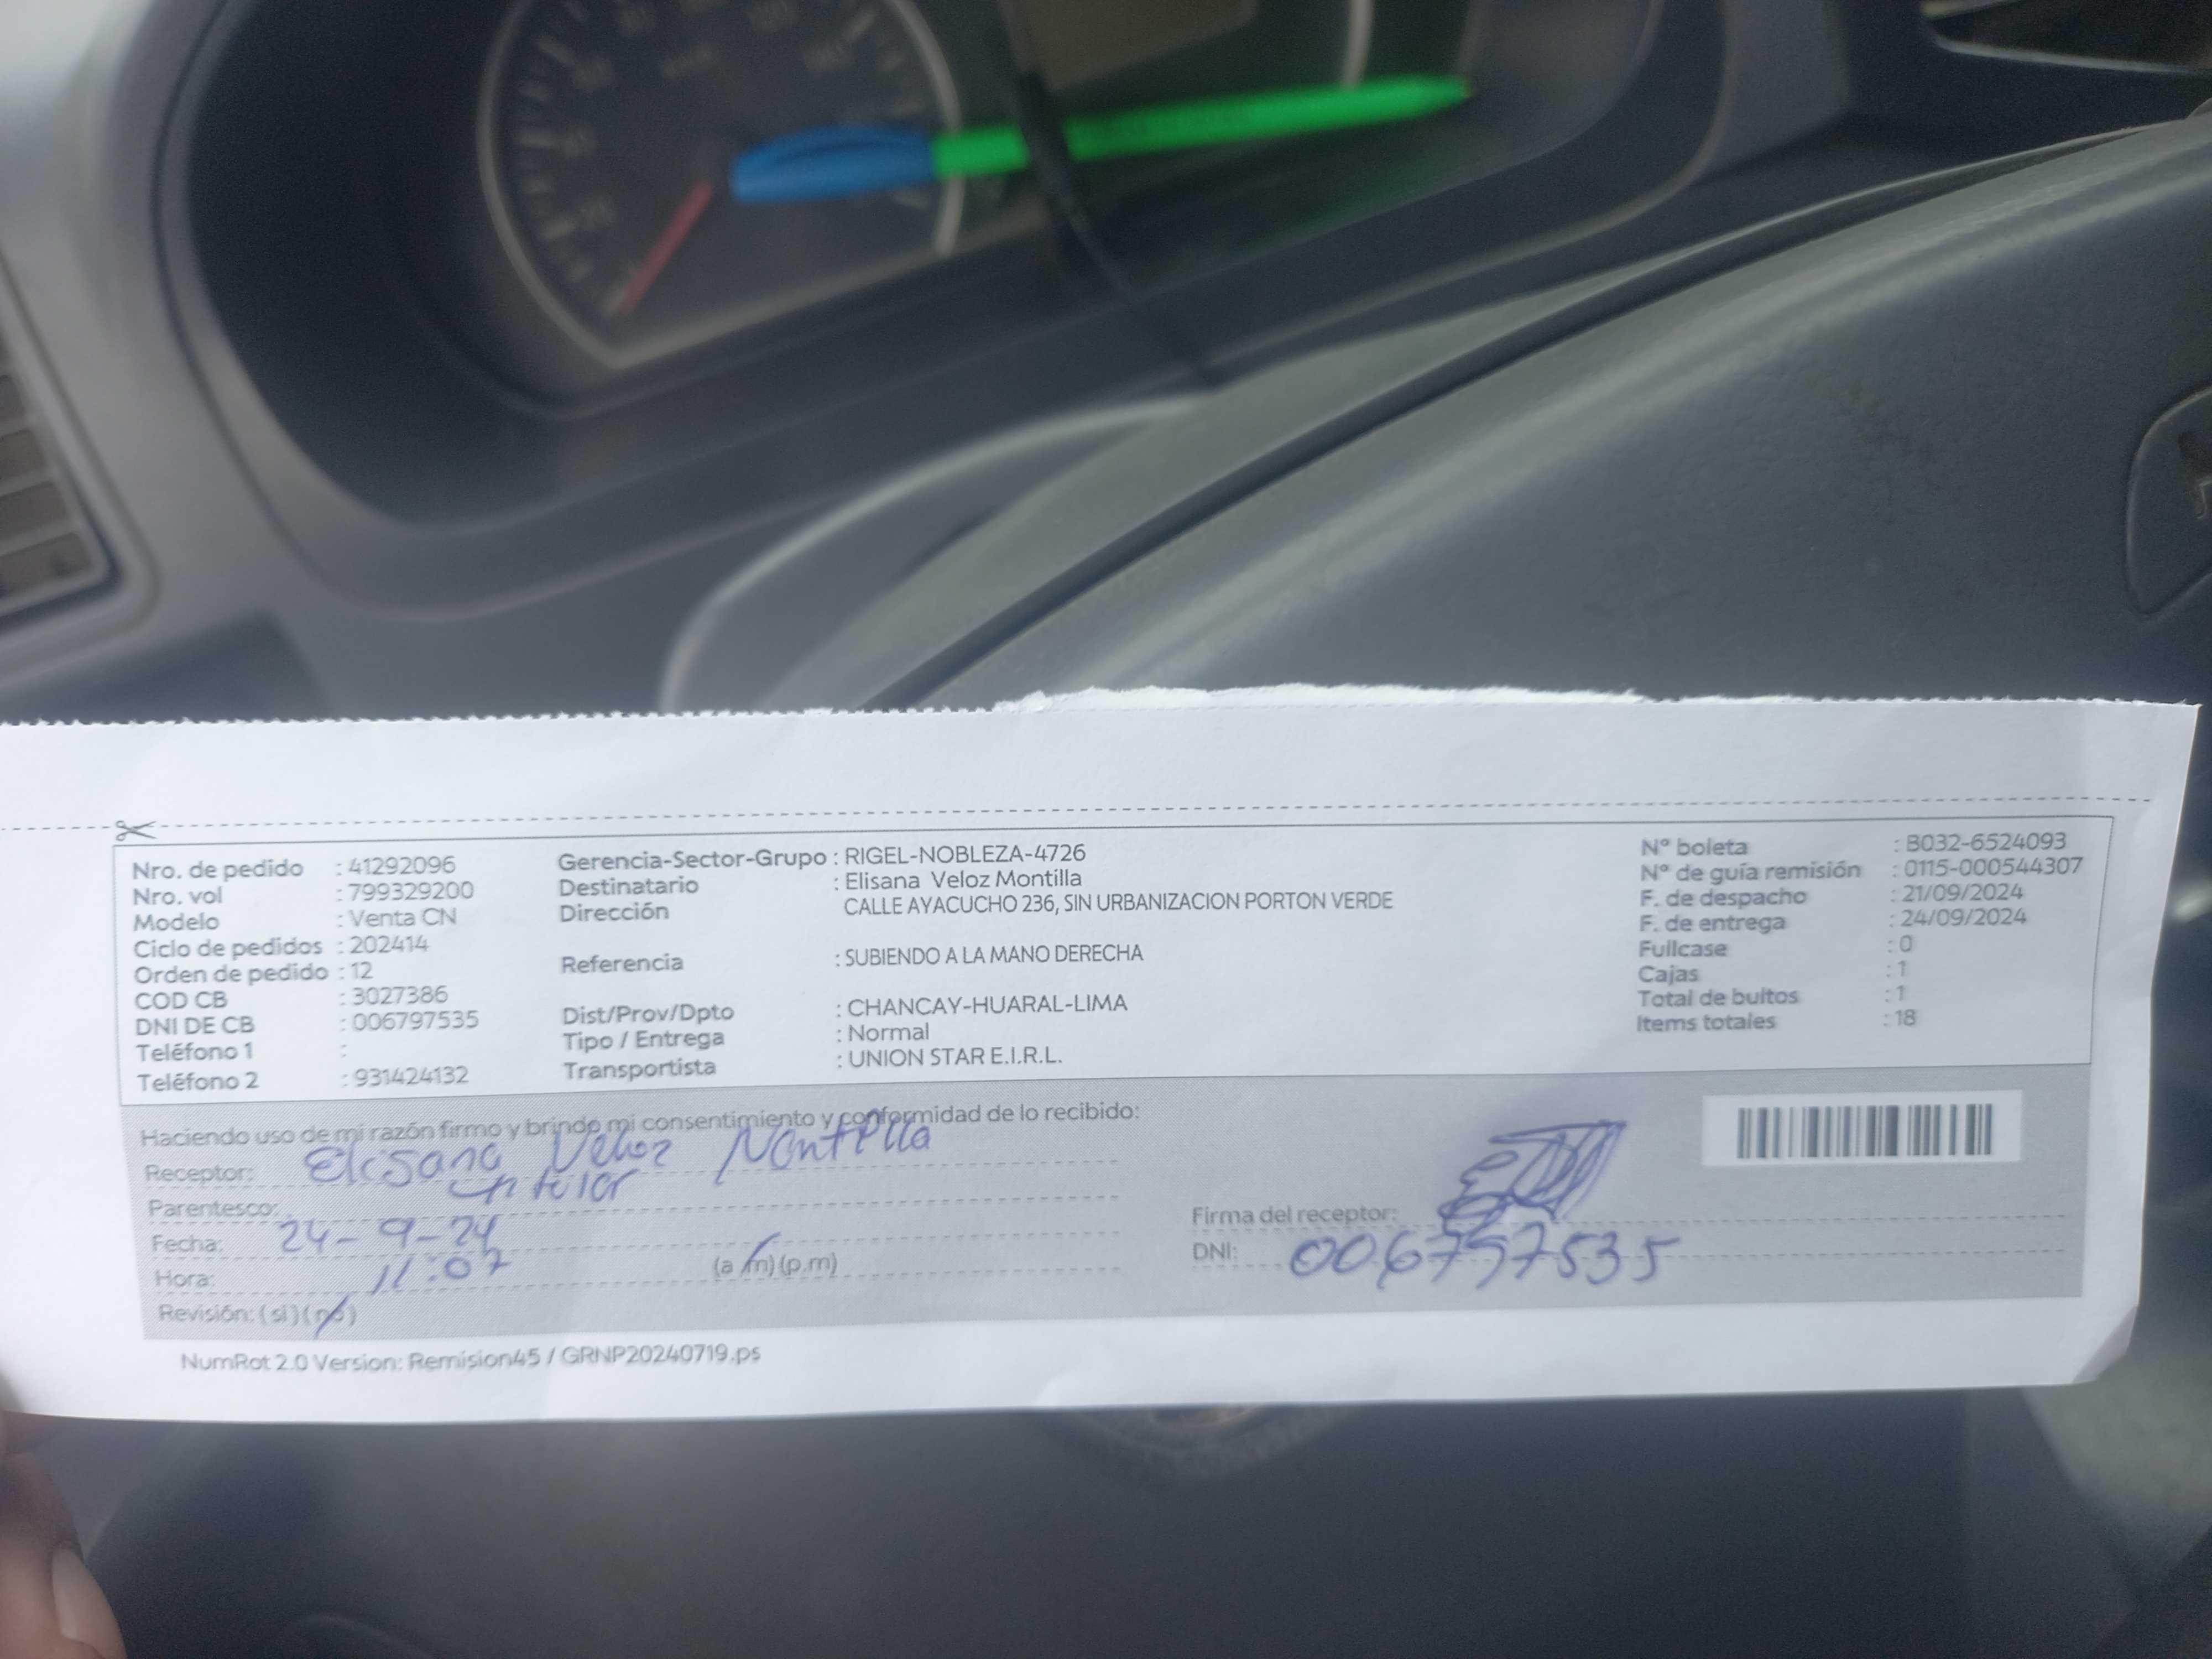 Nro. de pedido : 41292096
Nro. vol : 799329200
Modelo : Venta CN
Ciclo de pedidos : 202414
Orden de pedido : 12
COD CB : 3027386
DNI DE CB : 006797535
Teléfono 1 :
Teléfono 2 : 931424132
Gerencia-Sector-Grupo : RIGEL-NOBLEZA-4726
Destinatario : Elisana Veloz Montilla
Dirección CALLE AYACUCHO 236, SIN URBANIZACION PORTON VERDE
Referencia : SUBIENDO A LA MANO DERECHA
Dist/Prov/Dpto : CHANCAY-HUARAL-LIMA
Tipo / Entrega : Normal
Transportista : UNION STAR E.I.R.L.
N° boleta : B032-6524093
N° de guía remisión : 0115-000544307
F. de despacho : 21/09/2024
F. de entrega : 24/09/2024
Fullcase : 0
Cajas : 1
Total de bultos : 1
Items totales : 18
Haciendo uso de mi razón firmo y brindo mi consentimiento y conformidad de lo recibido:
Receptor: Elisana Veloz Montilla
Parentesco: titular
Fecha: 24-9-24
Hora: 11:07 (a.m) (p.m)
Revisión: (si) (no)
Firma del receptor:
DNI: 006797535
NumRot 2.0 Version: Remision45 / GRNP20240719.ps